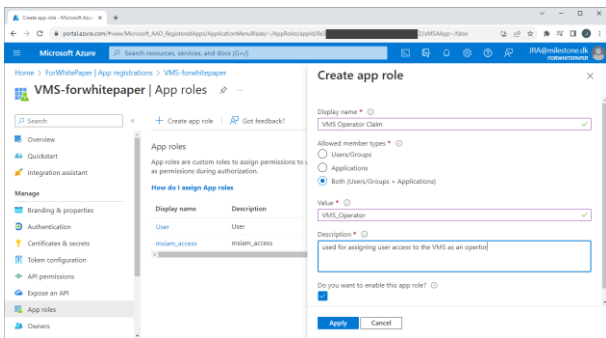 Create app role - Microsoft Azu
portal.azure.com/#view/Microsoft_AAD_RegisteredApps/ApplicationMenuBlade/~/AppRoles/appId/
/isMSAApp~/false
Microsoft Azure
Search resources, services, and docs (G+/)
JRA@milestone.dk
FORWHITEPAPER
Home > ForWhitePaper | App registrations > VMS-forwhitepaper
VMS-forwhitepaper | App roles
Search
Overview
Quickstart
Integration assistant
Manage
Branding & properties
Authentication
Certificates & secrets
Token configuration
API permissions
Expose an API
App roles
Owners
Create app role
Got feedback?
App roles
App roles are custom roles to assign permissions to
as permissions during authorization.
How do I assign App roles
Display name Description
User User
msiam_access msiam_access
Create app role
Display name *
VMS Operator Claim
Allowed member types *
Users/Groups
Applications
Both (Users/Groups + Applications)
Value *
VMS_Operator
Description *
used for assigning user access to the VMS as an opertor
Do you want to enable this app role?
Apply
Cancel